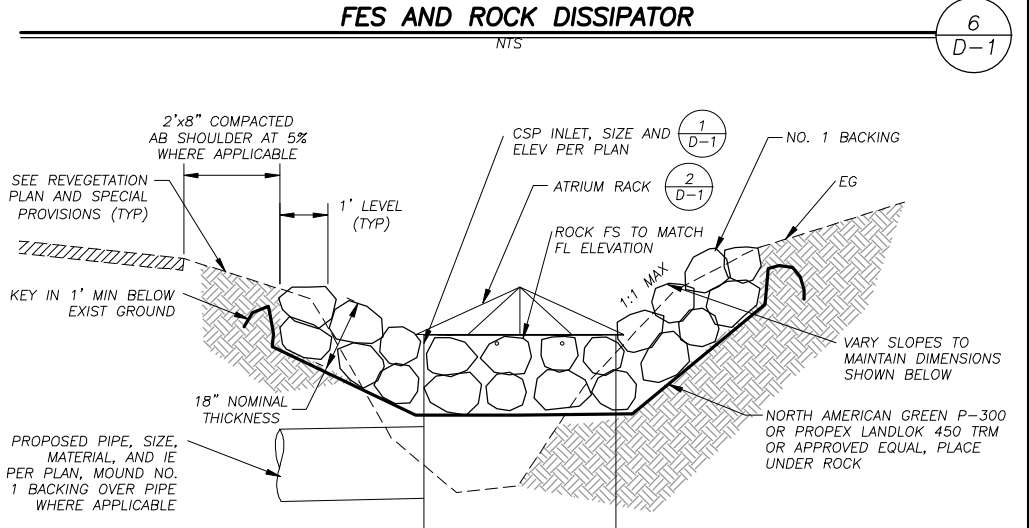 FES AND ROCK DISSIPATOR
NTS
6
D-1
2'x8" COMPACTED
AB SHOULDER AT 5%
WHERE APPLICABLE
SEE REVEGETATION
PLAN AND SPECIAL
PROVISIONS (TYP)
1' LEVEL
(TYP)
KEY IN 1' MIN BELOW
EXIST GROUND
18" NOMINAL
THICKNESS
PROPOSED PIPE, SIZE,
MATERIAL, AND IE
PER PLAN, MOUND NO.
1 BACKING OVER PIPE
WHERE APPLICABLE
CSP INLET, SIZE AND
ELEV PER PLAN
1
D-1
ATRIUM RACK
2
D-1
ROCK FS TO MATCH
FL ELEVATION
1:1 MAX
NO. 1 BACKING
EG
VARY SLOPES TO
MAINTAIN DIMENSIONS
SHOWN BELOW
NORTH AMERICAN GREEN P-300
OR PROPEX LANDLOK 450 TRM
OR APPROVED EQUAL, PLACE
UNDER ROCK